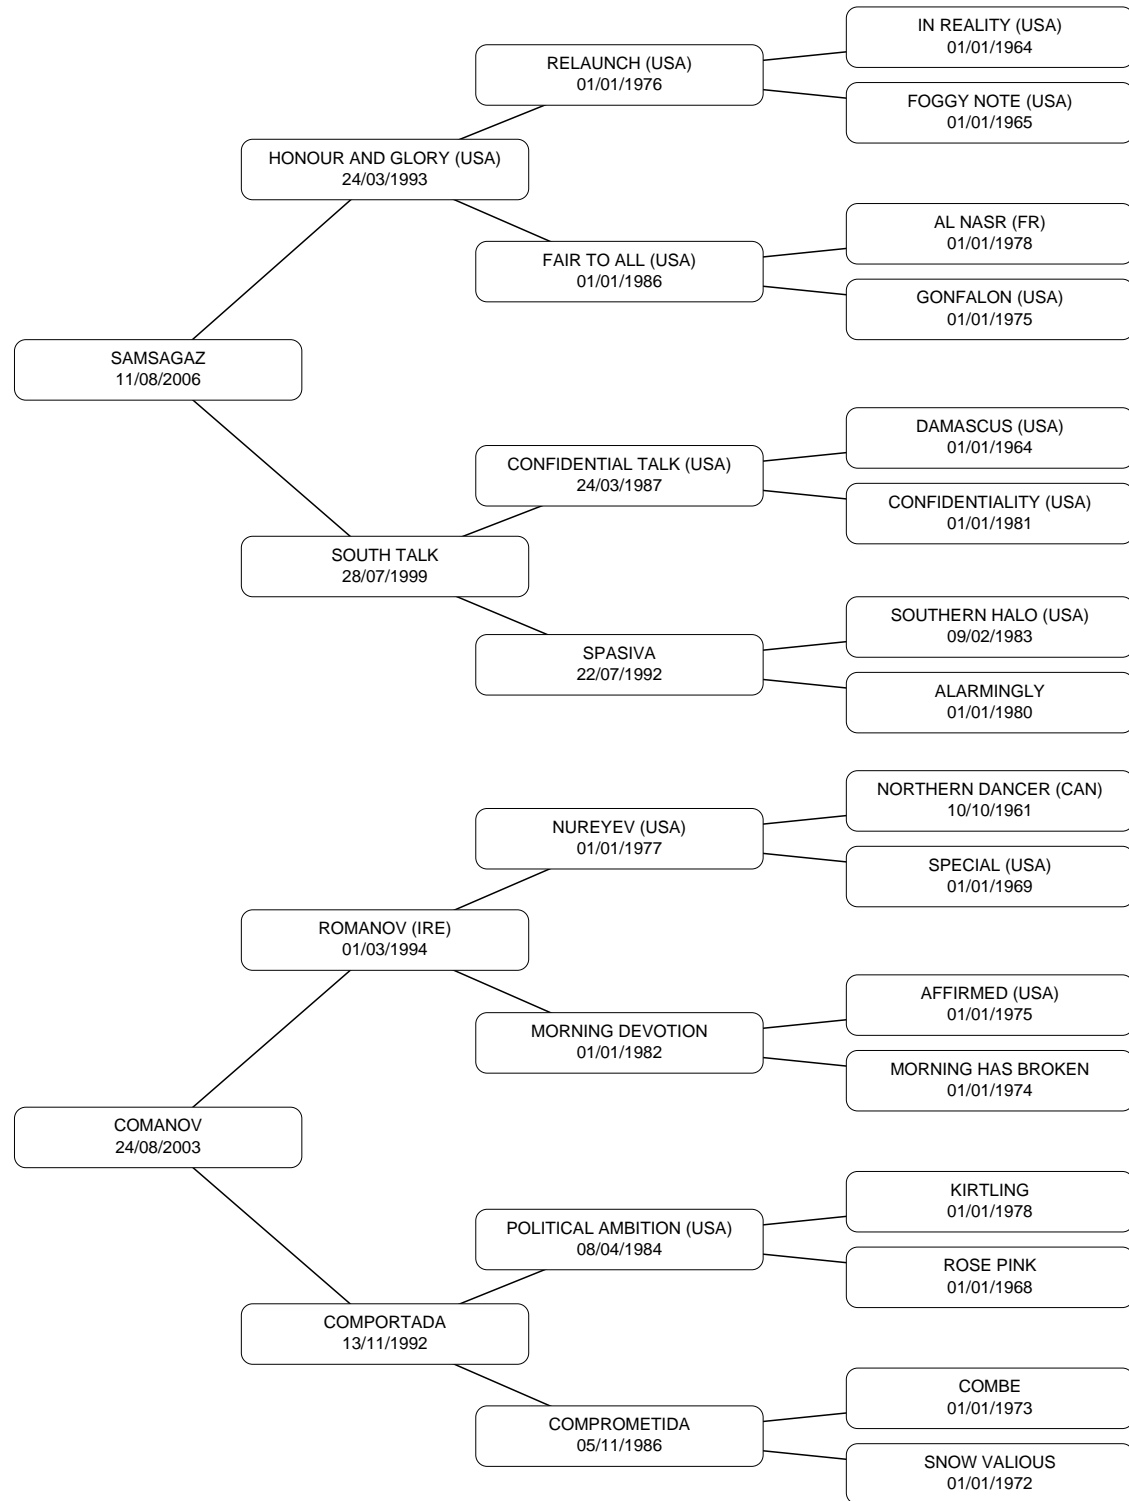 IN REALITY (USA)
01/01/1964
RELAUNCH (USA)
01/01/1976
FOGGY NOTE (USA)
01/01/1965
HONOUR AND GLORY (USA)
24/03/1993
AL NASR (FR)
01/01/1978
FAIR TO ALL (USA)
01/01/1986
GONFALON (USA)
01/01/1975
SAMSAGAZ
11/08/2006
DAMASCUS (USA)
01/01/1964
CONFIDENTIAL TALK (USA)
24/03/1987
CONFIDENTIALITY (USA)
01/01/1981
SOUTH TALK
28/07/1999
SOUTHERN HALO (USA)
09/02/1983
SPASIVA
22/07/1992
ALARMINGLY
01/01/1980
NORTHERN DANCER (CAN)
10/10/1961
NUREYEV (USA)
01/01/1977
SPECIAL (USA)
01/01/1969
ROMANOV (IRE)
01/03/1994
AFFIRMED (USA)
01/01/1975
MORNING DEVOTION
01/01/1982
MORNING HAS BROKEN
01/01/1974
COMANOV
24/08/2003
KIRTLING
01/01/1978
POLITICAL AMBITION (USA)
08/04/1984
ROSE PINK
01/01/1968
COMPORTADA
13/11/1992
COMBE
01/01/1973
COMPROMETIDA
05/11/1986
SNOW VALIOUS
01/01/1972